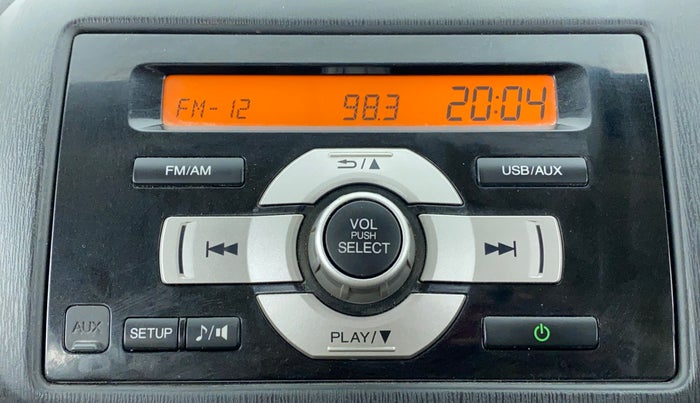 FM-12 98.3 20:04
FM/AM
↩/▲
USB/AUX
VOL
PUSH
SELECT
AUX
SETUP
♪/
PLAY/▼